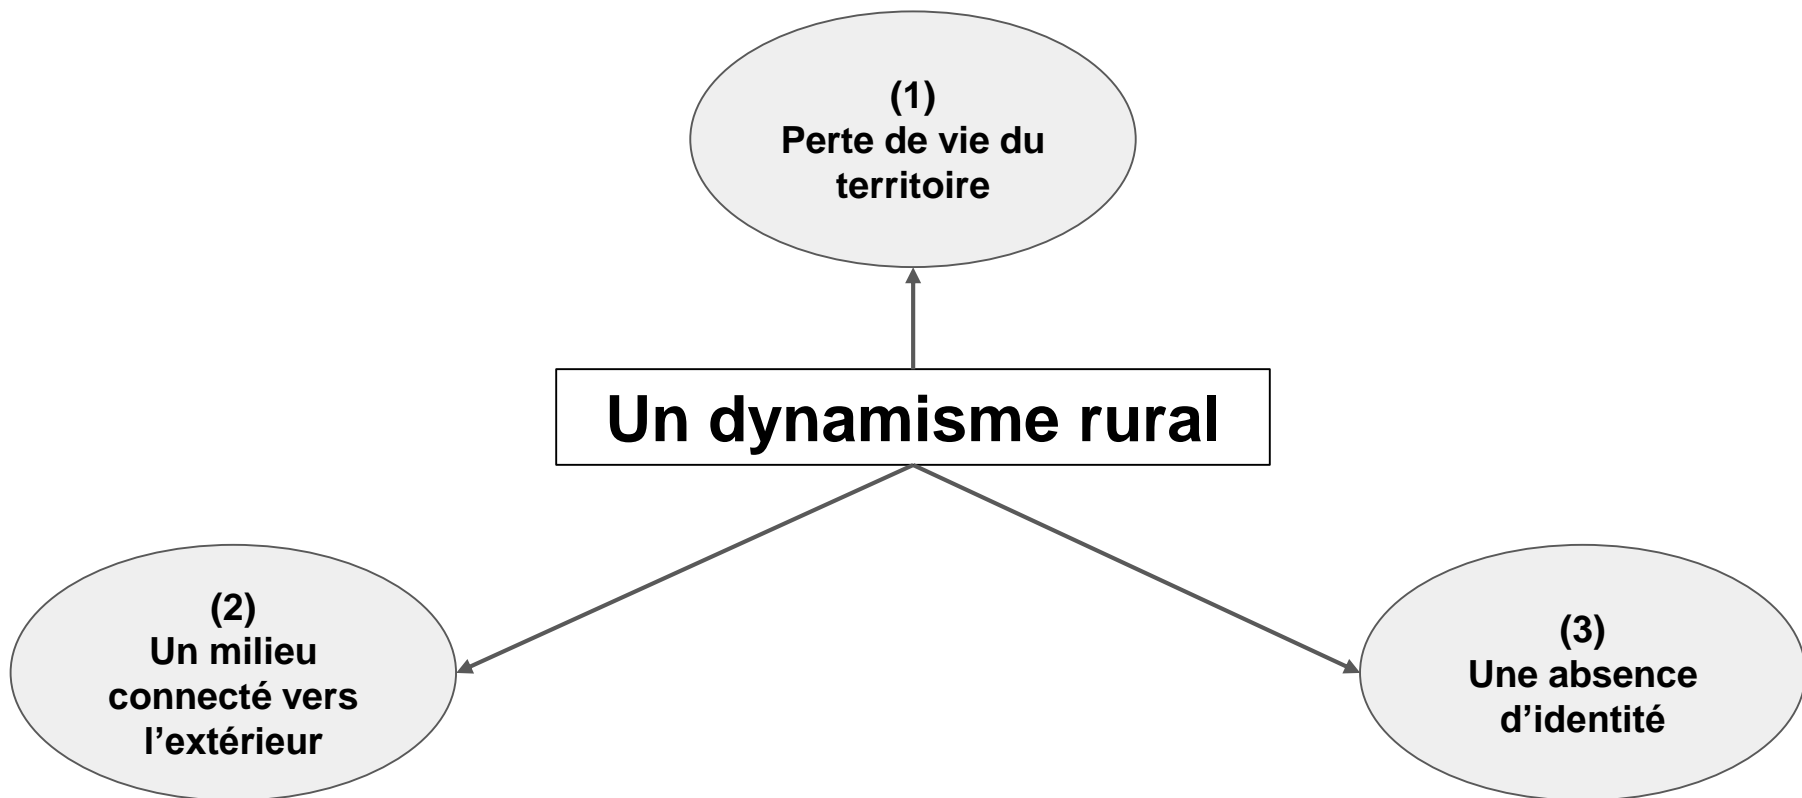 (1)
Perte de vie du
territoire
Un dynamisme rural
(2)
Un milieu
connecté vers
l’extérieur
(3)
Une absence
d’identité